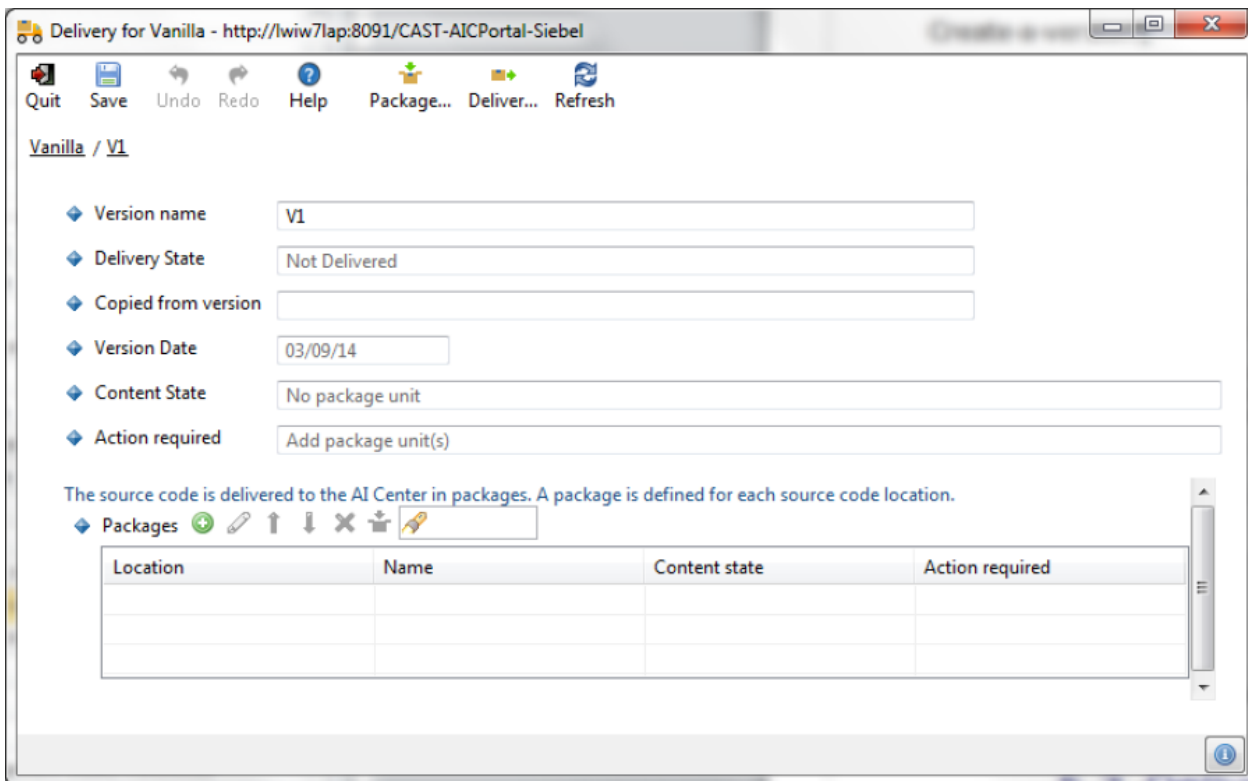 Delivery for Vanilla - http://lwiw7lap:8091/CAST-AICPortal-Siebel
Quit Save Undo Redo Help Package... Deliver... Refresh
Vanilla / V1
Version name V1
Delivery State Not Delivered
Copied from version
Version Date 03/09/14
Content State No package unit
Action required Add package unit(s)
The source code is delivered to the AI Center in packages. A package is defined for each source code location.
Packages
Location Name Content state Action required